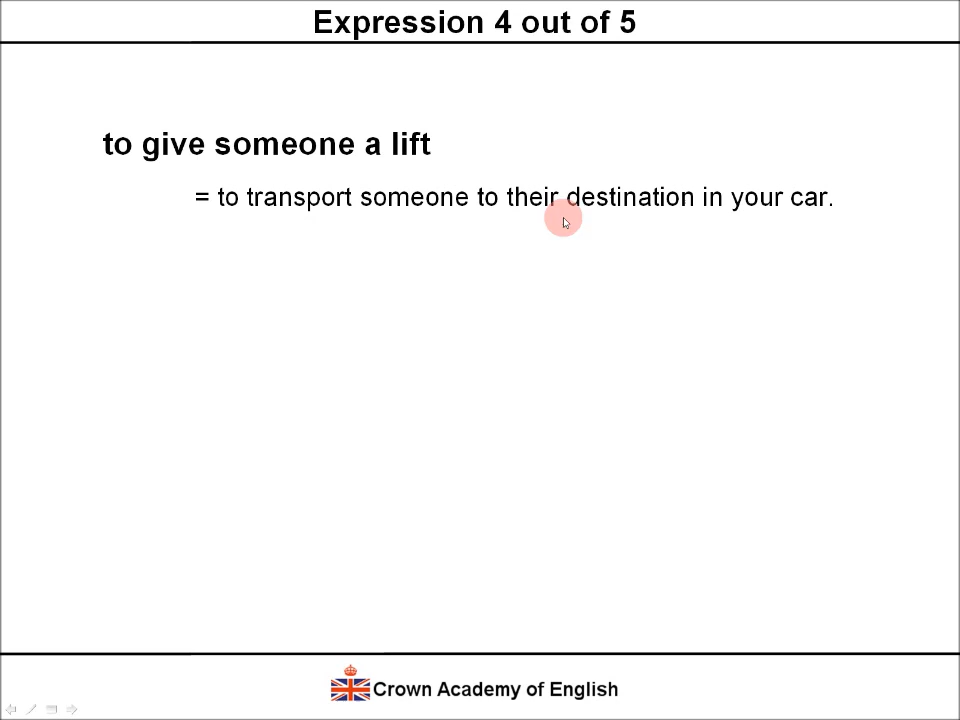 Expression 4 out of 5
to give someone a lift
= to transport someone to their destination in your car.
Crown Academy of English